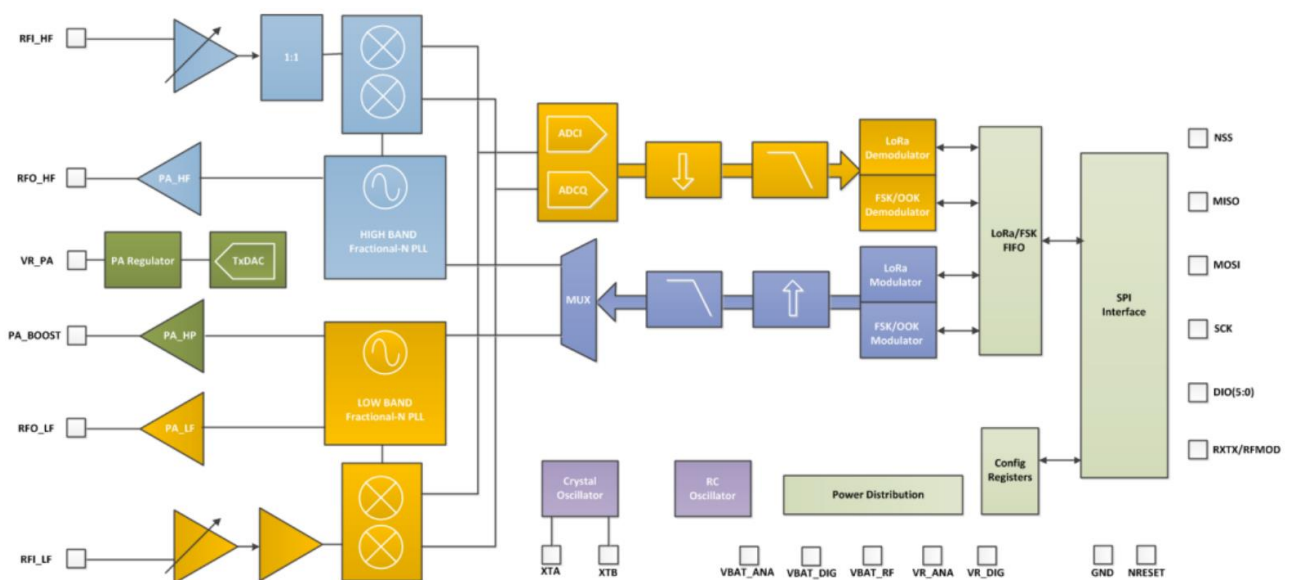 RFI_HF
1:1
RFO_HF
PA_HF
HIGH BAND
Fractional-N PLL
VR_PA
PA Regulator
TxDAC
PA_BOOST
PA_HP
LOW BAND
Fractional-N PLL
RFO_LF
PA_LF
RFI_LF
ADCI
ADCQ
MUX
LoRa
Demodulator
FSK/OOK
Demodulator
LoRa
Modulator
FSK/OOK
Modulator
LoRa/FSK
FIFO
SPI
Interface
NSS
MISO
MOSI
SCK
DIO(5:0)
RXTX/RFMOD
Crystal
Oscillator
RC
Oscillator
Power Distribution
Config
Registers
XTA
XTB
VBAT_ANA
VBAT_DIG
VBAT_RF
VR_ANA
VR_DIG
GND
NRESET